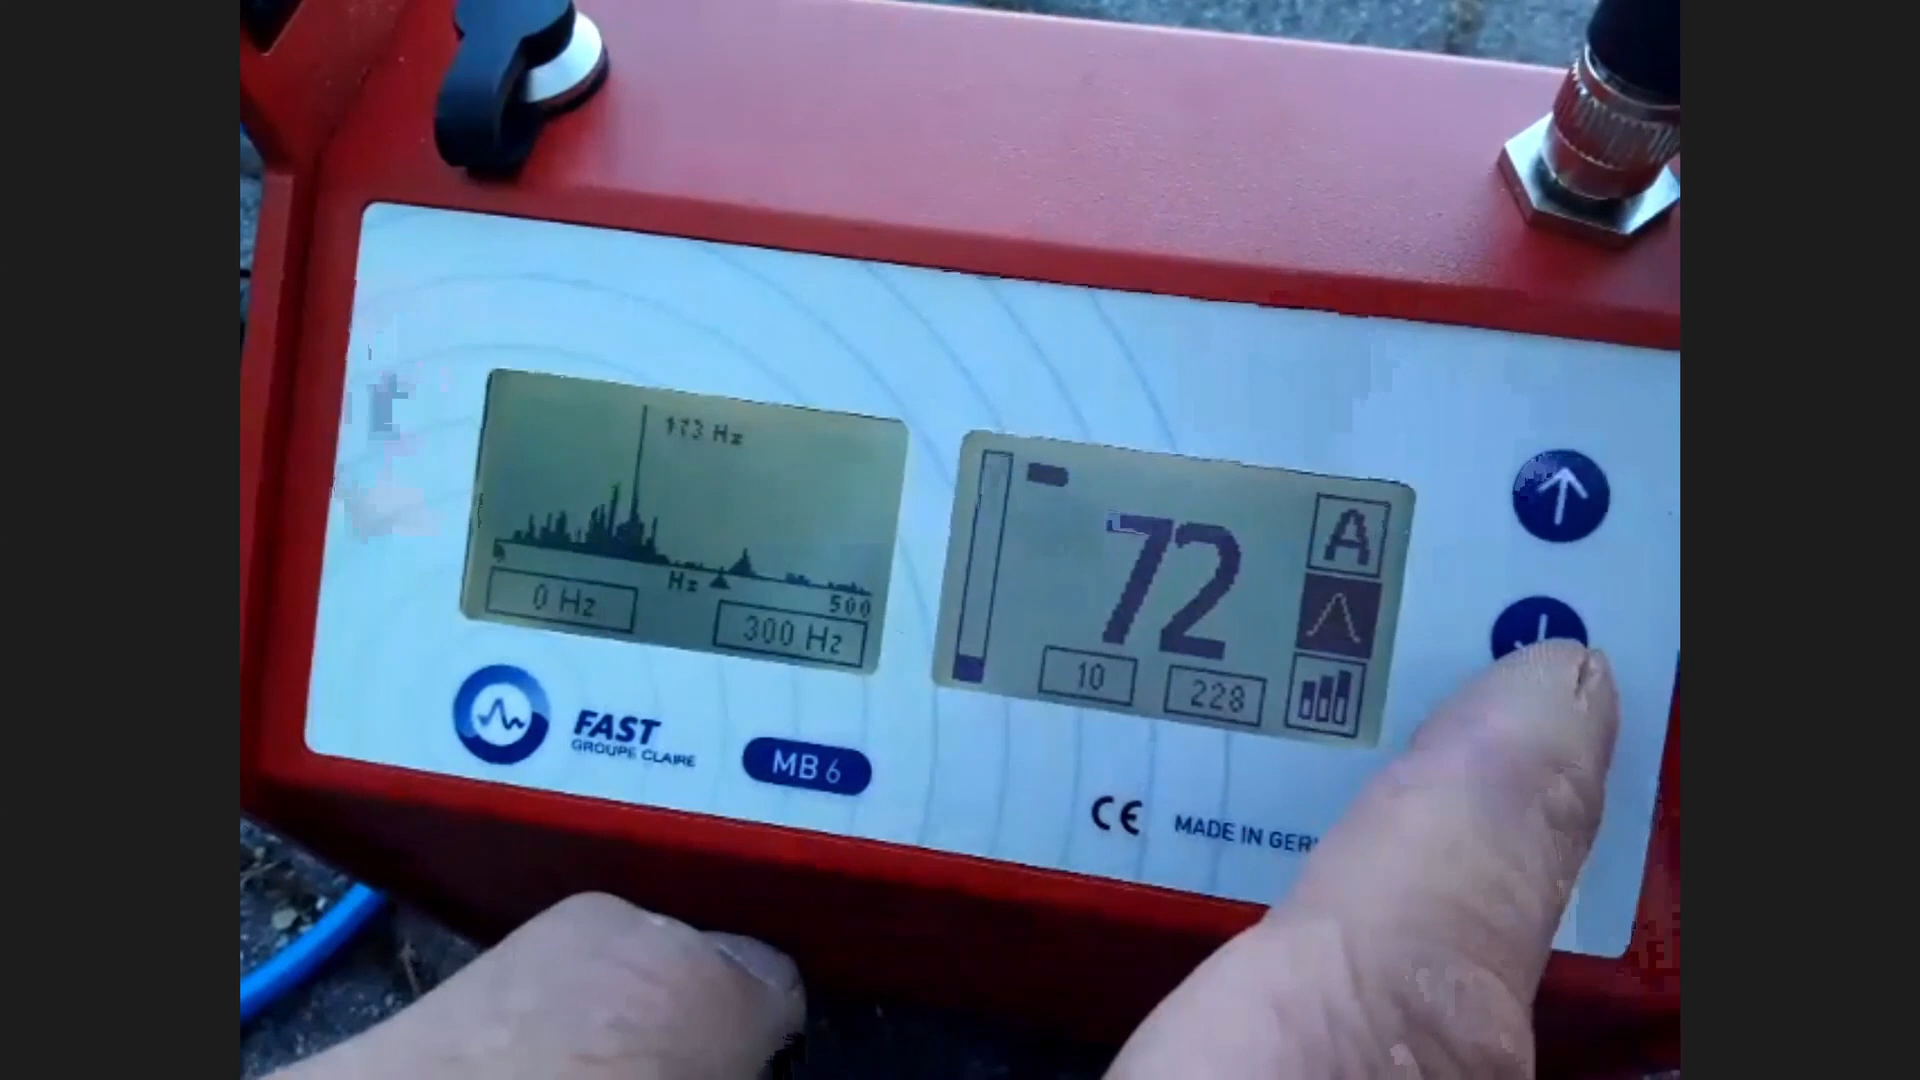 173 Hz
Hz
500
0 Hz
300 Hz
72
A
10
228
FAST
GROUPE CLAIRE
MB 6
CE
MADE IN